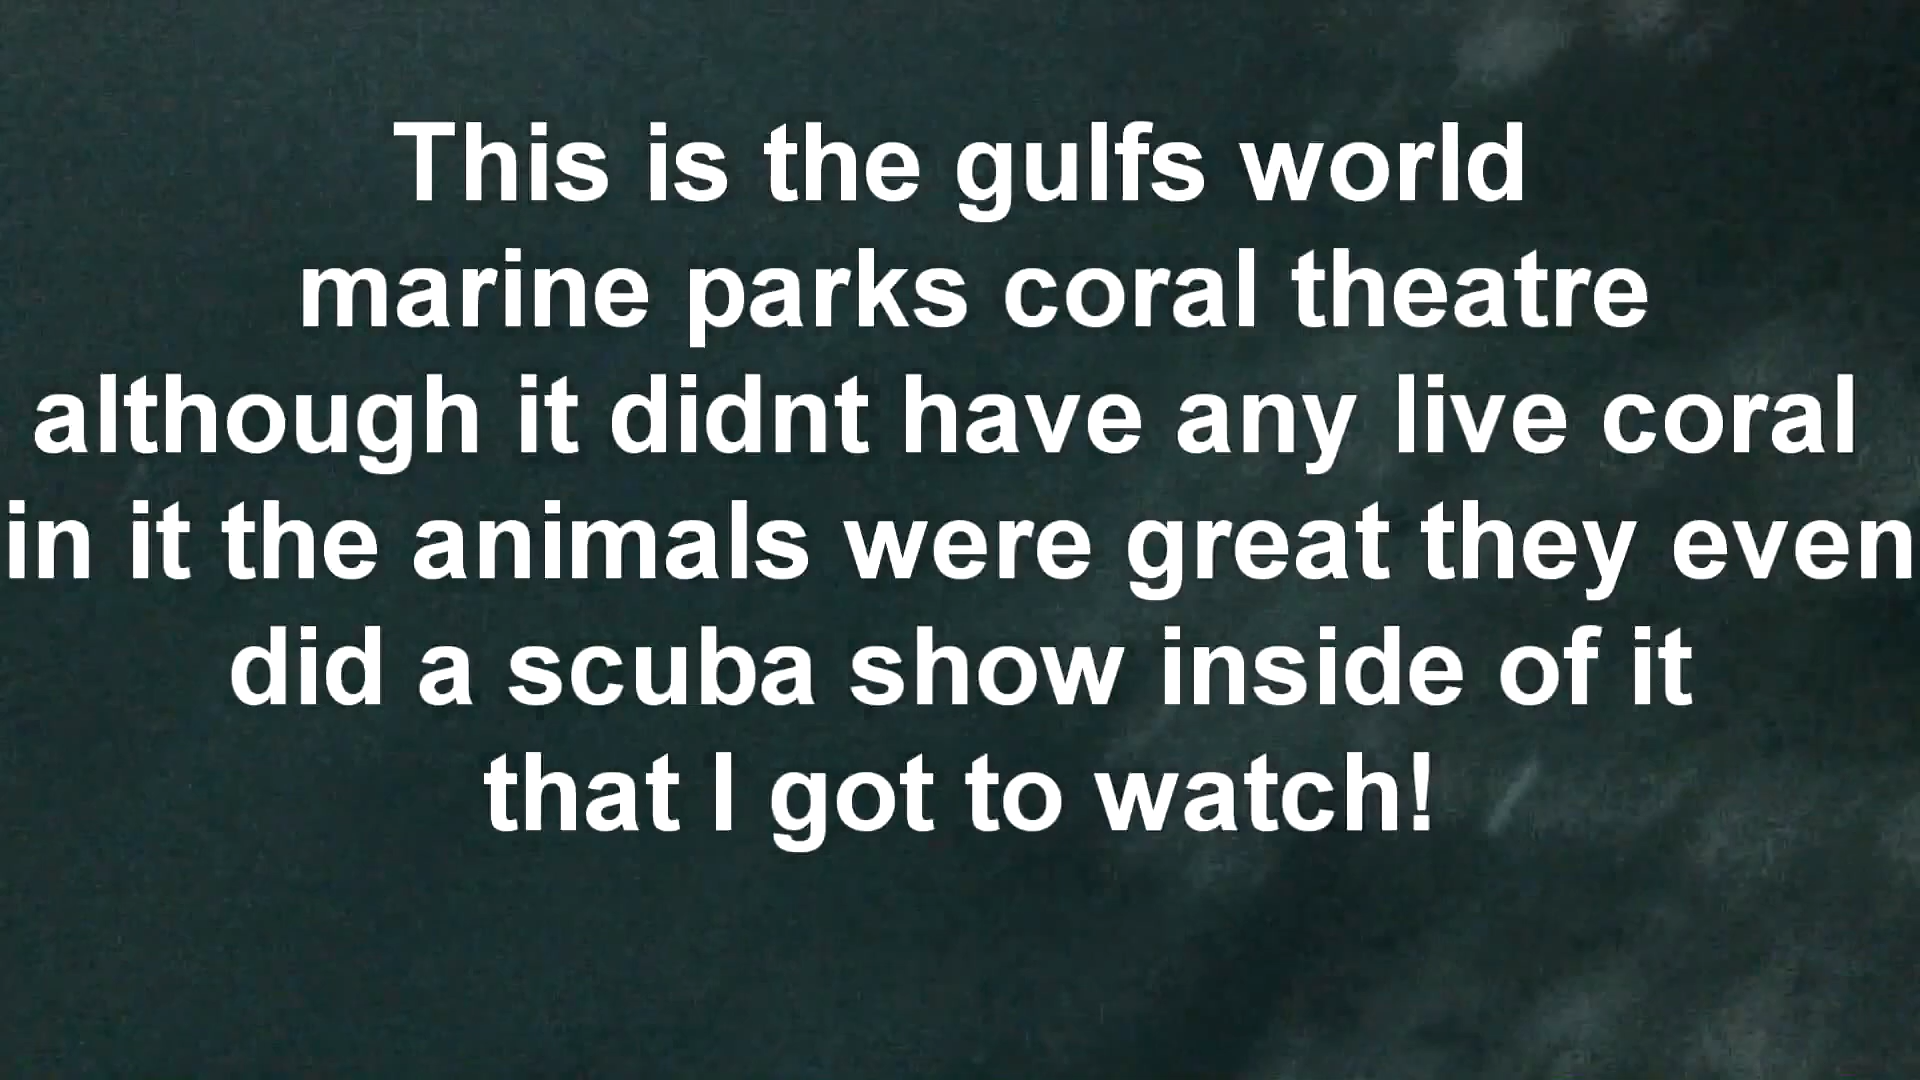 This is the gulfs world
marine parks coral theatre
although it didnt have any live coral
in it the animals were great they even
did a scuba show inside of it
that I got to watch!